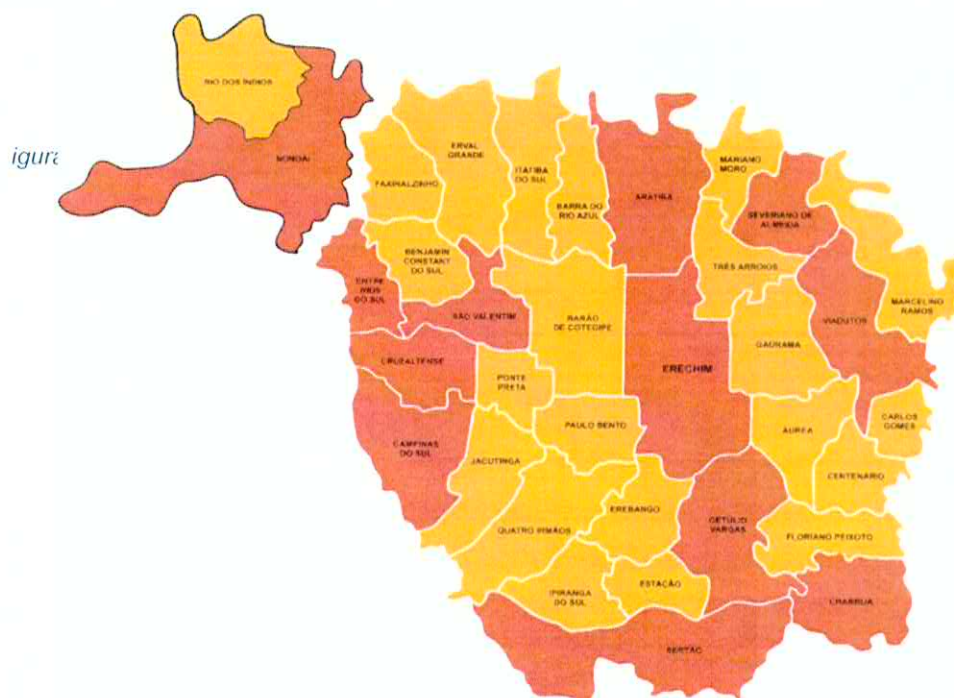 RIO DOS ÍNDIOS
NONOAI
igura
FAXINALZINHO
ERVAL
GRANDE
ITATIBA
DO SUL
BARRA DO
RIO AZUL
ARATIBA
MARIANO
MORO
SEVERIANO DE
ALMEIDA
TRÊS ARROIOS
MARCELINO
RAMOS
VIADUTOS
BENJAMIN
CONSTANT
DO SUL
ENTRE
RIOS
DO SUL
SÃO VALENTIM
BARÃO
DE COTEGIPE
GAURAMA
CRUZALTENSE
PONTE
PRETA
ERECHIM
CAMPINAS
DO SUL
JACUTINGA
PAULO BENTO
ÁUREA
CARLOS
GOMES
CENTENÁRIO
QUATRO IRMÃOS
EREBANGO
GETÚLIO
VARGAS
FLORIANO PEIXOTO
IPIRANGA
DO SUL
ESTAÇÃO
CHARRUA
SERTÃO